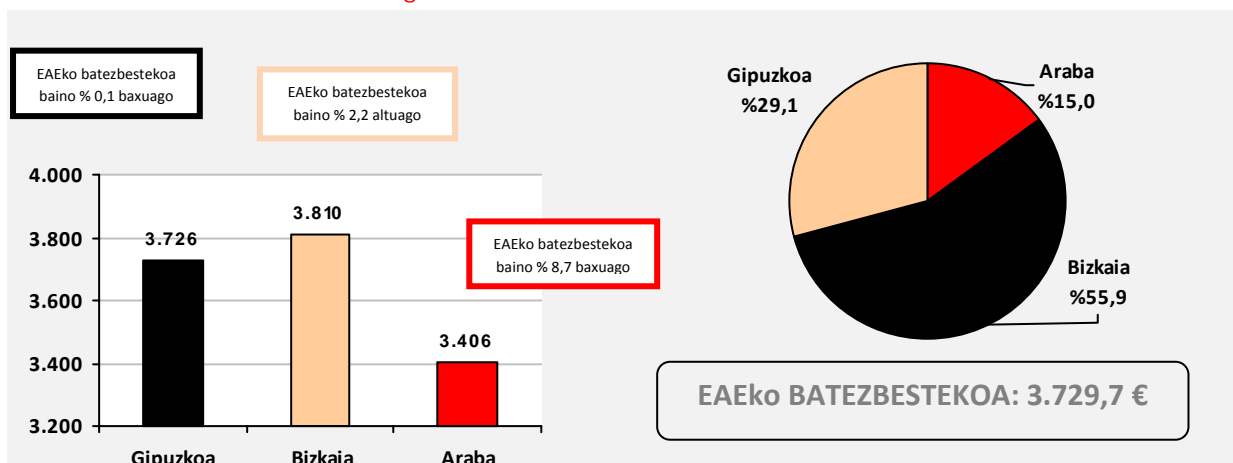 EAEko batezbestekoa
baino % 0,1 baxuago
EAEko batezbestekoa
baino % 2,2 altuago
EAEko batezbestekoa
baino % 8,7 baxuago
4.000
3.800
3.600
3.400
3.200
3.726
3.810
3.406
Gipuzkoa
Bizkaia
Araba
Gipuzkoa
%29,1
Araba
%15,0
Bizkaia
%55,9
EAEko BATEZBESTEKOA: 3.729,7 €